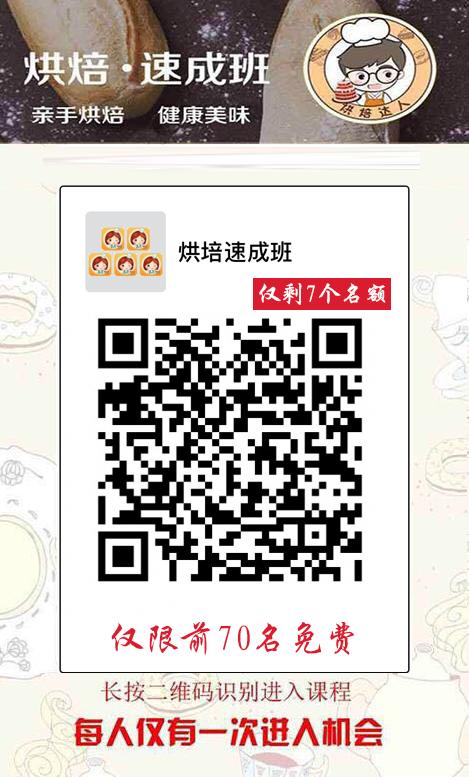 烘焙·速成班
亲手烘焙 健康美味
烘焙达人
烘培速成班
仅剩7个名额
仅限前70名免费
长按二维码识别进入课程
每人仅有一次进入机会